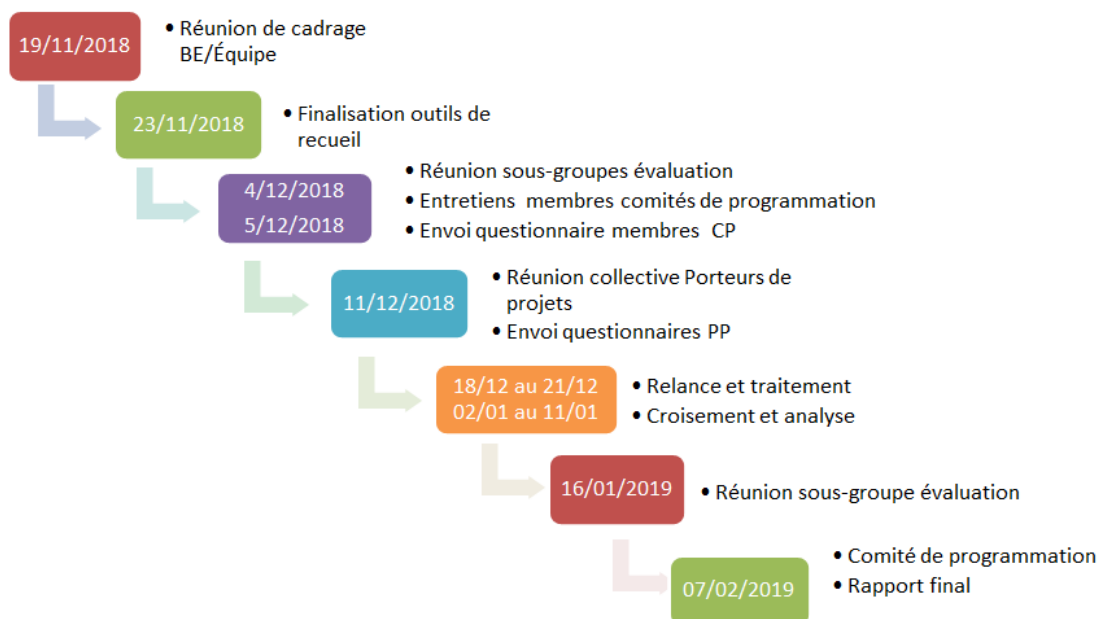 19/11/2018
• Réunion de cadrage
BE/Équipe
23/11/2018
• Finalisation outils de
recueil
4/12/2018
5/12/2018
• Réunion sous-groupes évaluation
• Entretiens membres comités de programmation
• Envoi questionnaire membres CP
11/12/2018
• Réunion collective Porteurs de
projets
• Envoi questionnaires PP
18/12 au 21/12
02/01 au 11/01
• Relance et traitement
• Croisement et analyse
16/01/2019
• Réunion sous-groupe évaluation
07/02/2019
• Comité de programmation
• Rapport final